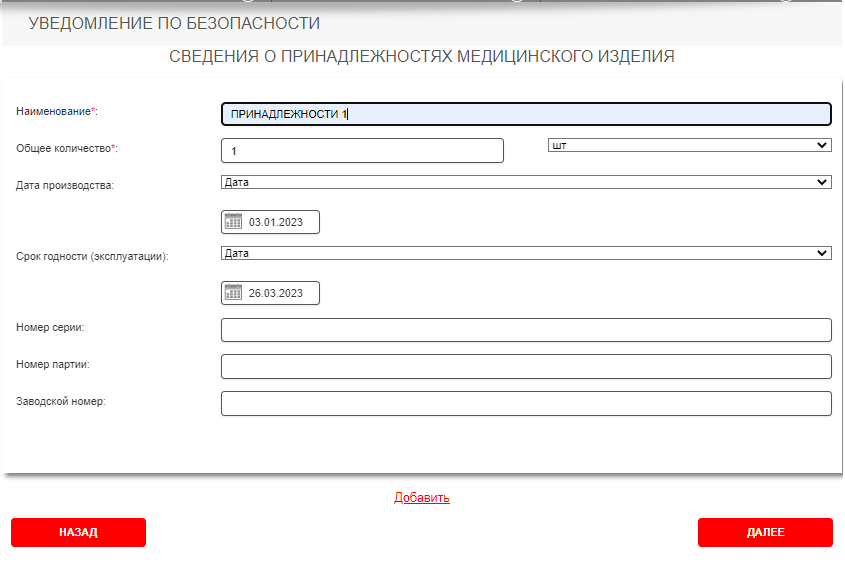 УВЕДОМЛЕНИЕ ПО БЕЗОПАСНОСТИ
СВЕДЕНИЯ О ПРИНАДЛЕЖНОСТЯХ МЕДИЦИНСКОГО ИЗДЕЛИЯ
Наименование*: ПРИНАДЛЕЖНОСТИ 1
Общее количество*: 1 шт
Дата производства: Дата
03.01.2023
Срок годности (эксплуатации): Дата
26.03.2023
Номер серии:
Номер партии:
Заводской номер:
Добавить
НАЗАД ДАЛЕЕ